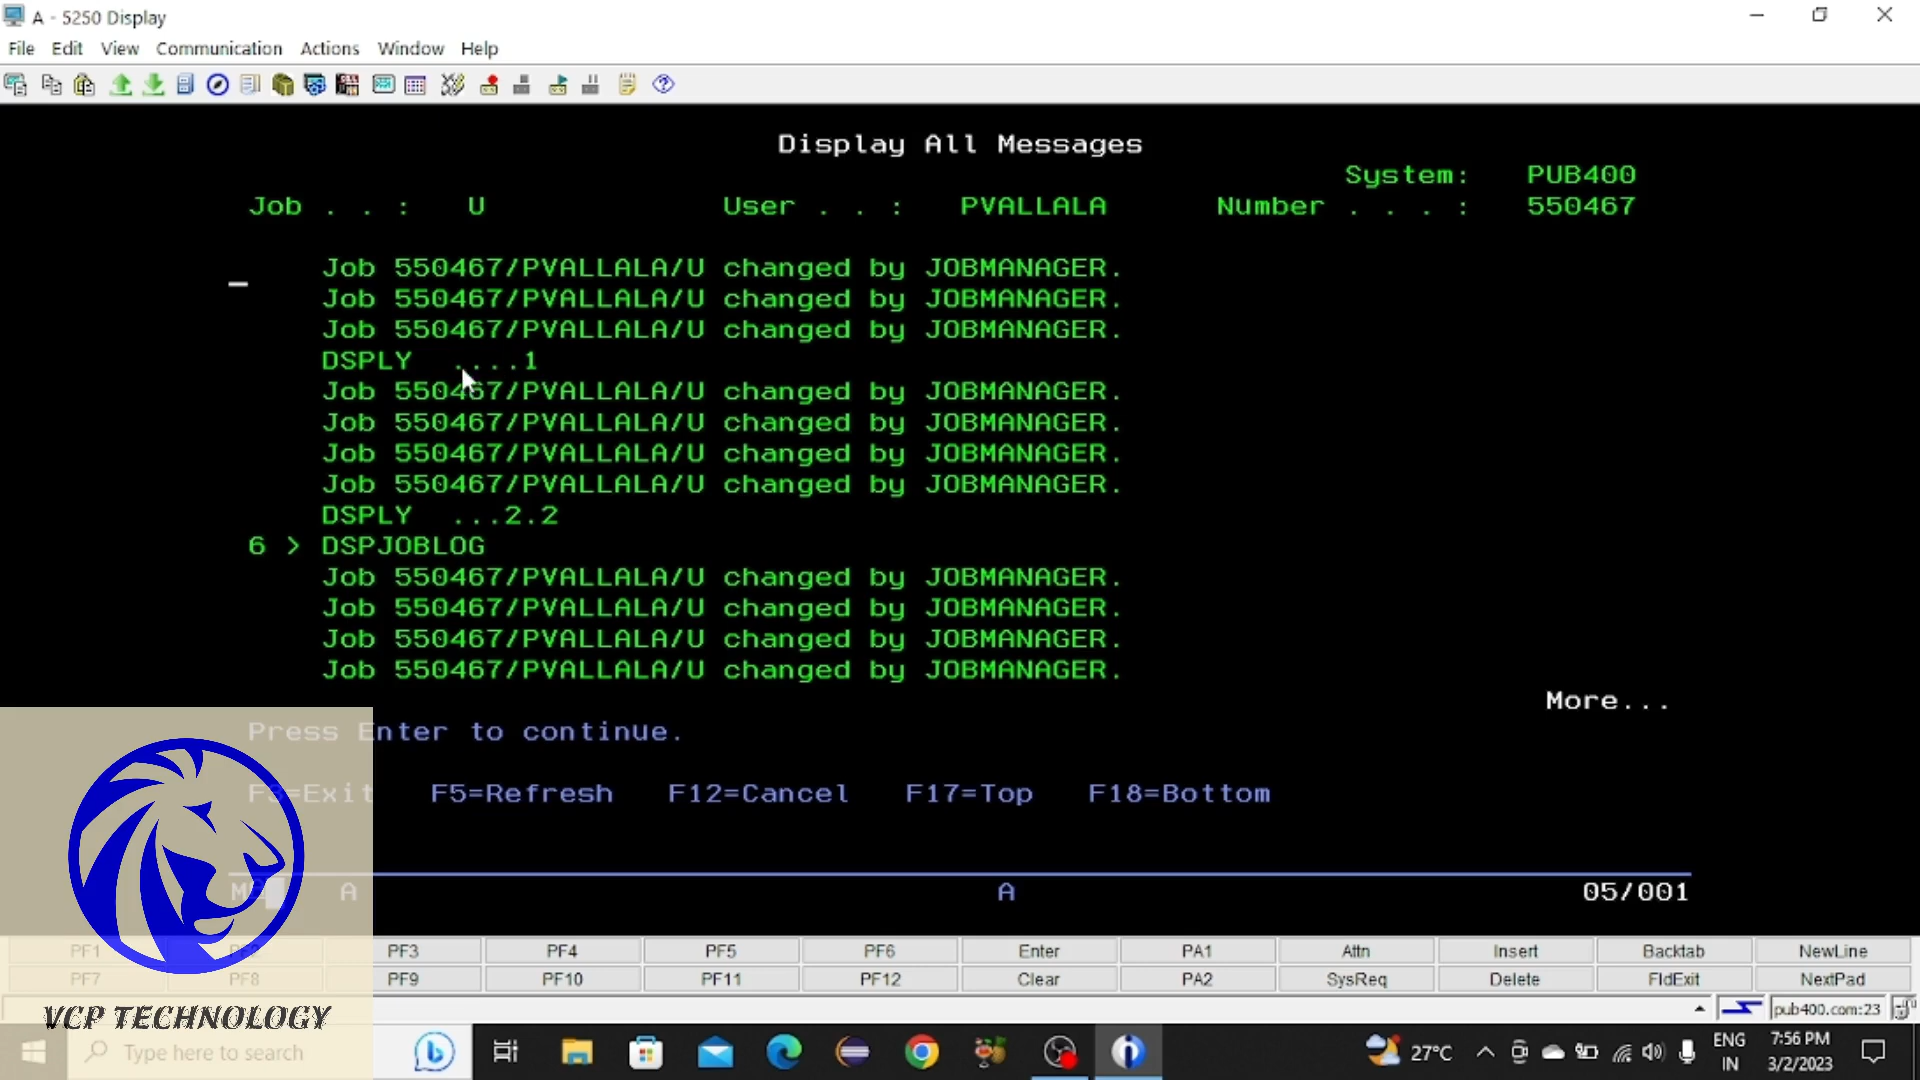 A - 5250 Display
File Edit View Communication Actions Window Help
Display All Messages
System: PUB400
Job . . : U User . . : PVALLALA Number . . . : 550467
Job 550467/PVALLALA/U changed by JOBMANAGER.
Job 550467/PVALLALA/U changed by JOBMANAGER.
Job 550467/PVALLALA/U changed by JOBMANAGER.
DSPLY ....1
Job 550467/PVALLALA/U changed by JOBMANAGER.
Job 550467/PVALLALA/U changed by JOBMANAGER.
Job 550467/PVALLALA/U changed by JOBMANAGER.
Job 550467/PVALLALA/U changed by JOBMANAGER.
DSPLY ...2.2
6 > DSPJOBLOG
Job 550467/PVALLALA/U changed by JOBMANAGER.
Job 550467/PVALLALA/U changed by JOBMANAGER.
Job 550467/PVALLALA/U changed by JOBMANAGER.
Job 550467/PVALLALA/U changed by JOBMANAGER.
More...
Press Enter to continue.
F3=Exit F5=Refresh F12=Cancel F17=Top F18=Bottom
A A 05/001
PF1 PF2 PF3 PF4 PF5 PF6 Enter PA1 Attn Insert Backtab NewLine
PF7 PF8 PF9 PF10 PF11 PF12 Clear PA2 SysReq Delete FldExit NextPad
pub400.com:23
VCP TECHNOLOGY
Type here to search
27°C
ENG
IN
7:56 PM
3/2/2023